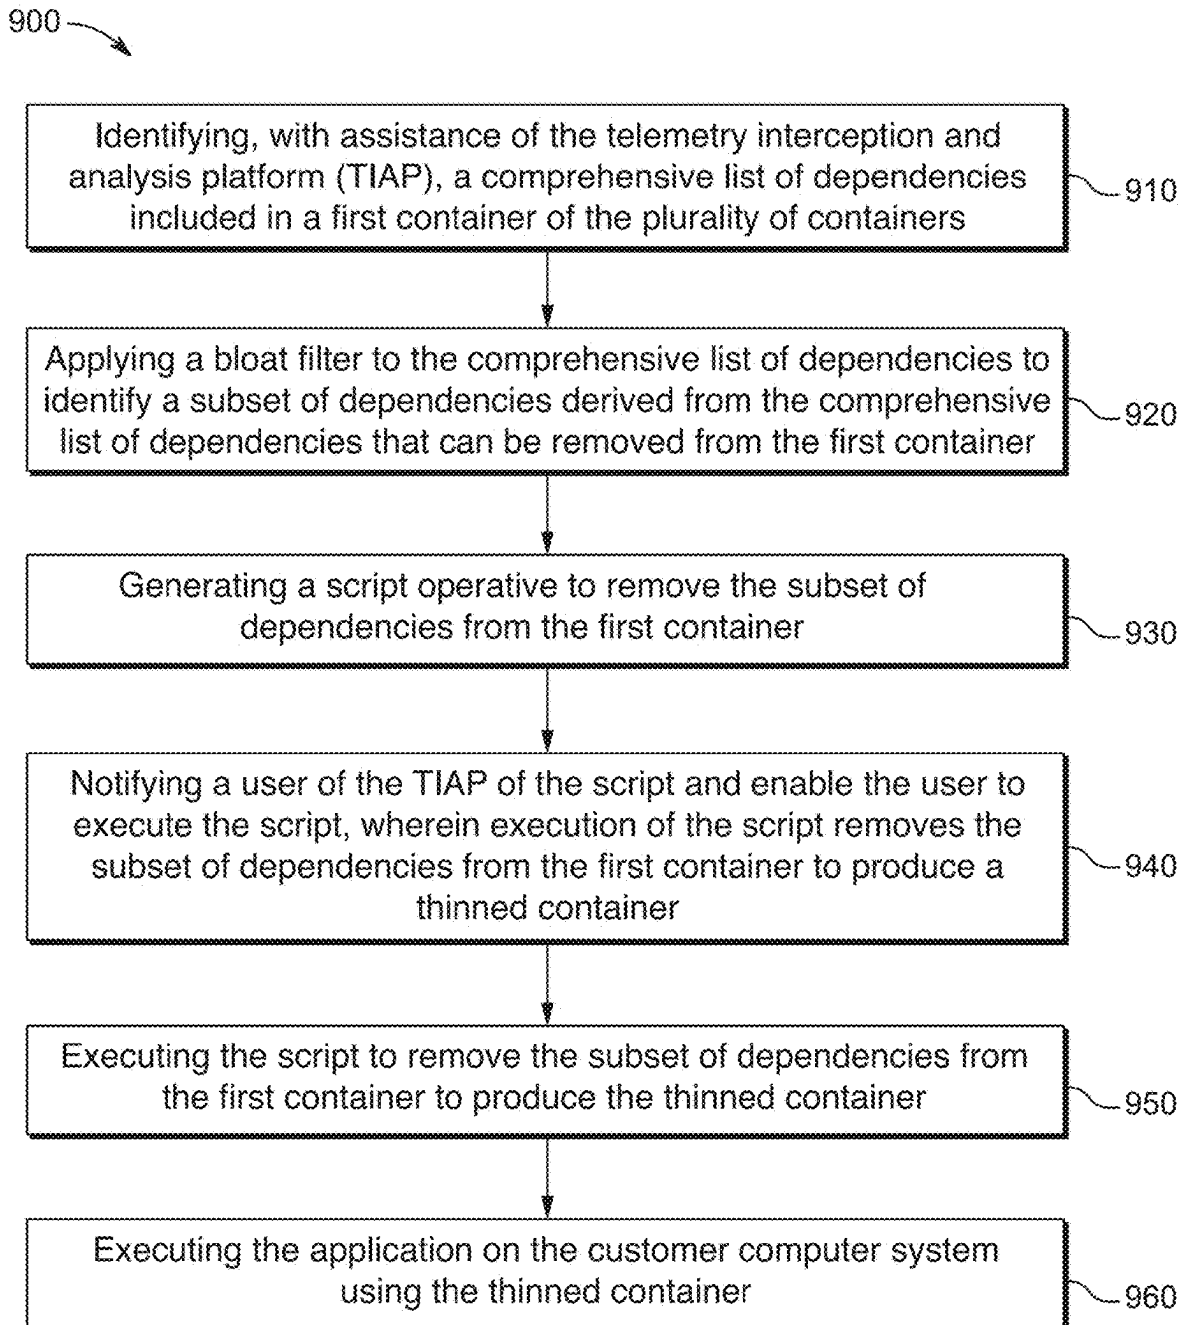 900
Identifying, with assistance of the telemetry interception and
analysis platform (TIAP), a comprehensive list of dependencies
included in a first container of the plurality of containers
910
Applying a bloat filter to the comprehensive list of dependencies to
identify a subset of dependencies derived from the comprehensive
list of dependencies that can be removed from the first container
920
Generating a script operative to remove the subset of
dependencies from the first container
930
Notifying a user of the TIAP of the script and enable the user to
execute the script, wherein execution of the script removes the
subset of dependencies from the first container to produce a
thinned container
940
Executing the script to remove the subset of dependencies from
the first container to produce the thinned container
950
Executing the application on the customer computer system
using the thinned container
960